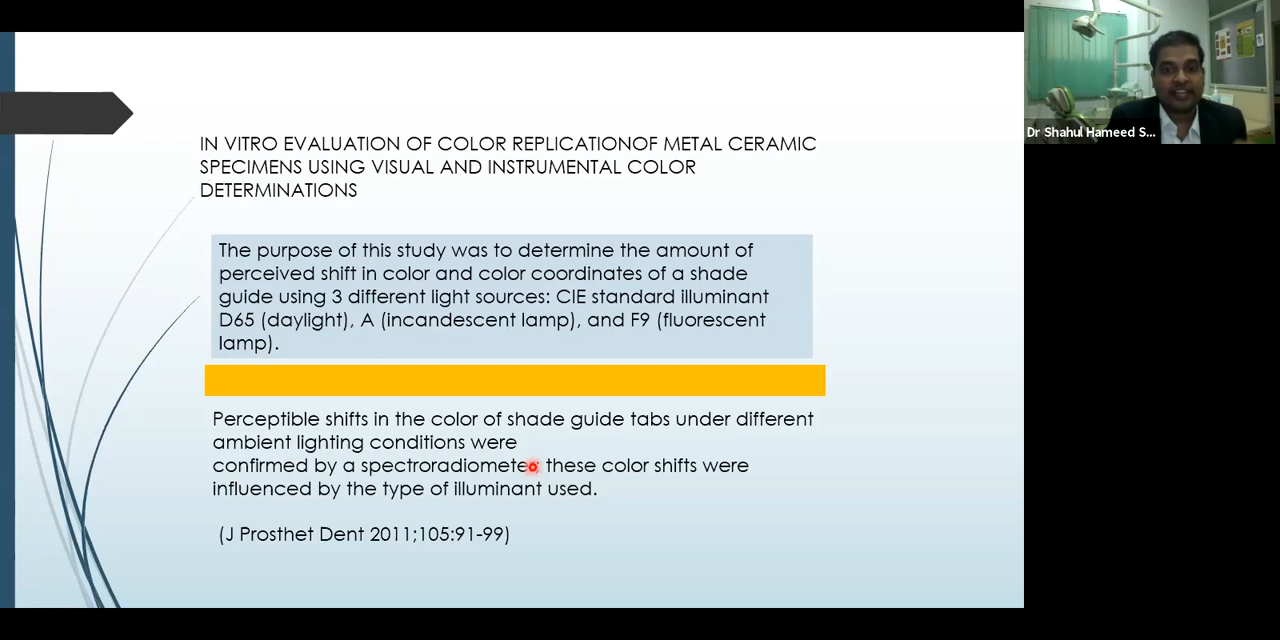 IN VITRO EVALUATION OF COLOR REPLICATIONOF METAL CERAMIC
SPECIMENS USING VISUAL AND INSTRUMENTAL COLOR
DETERMINATIONS
The purpose of this study was to determine the amount of
perceived shift in color and color coordinates of a shade
guide using 3 different light sources: CIE standard illuminant
D65 (daylight), A (incandescent lamp), and F9 (fluorescent
lamp).
Perceptible shifts in the color of shade guide tabs under different
ambient lighting conditions were
confirmed by a spectroradiometer; these color shifts were
influenced by the type of illuminant used.
(J Prosthet Dent 2011;105:91-99)
Dr Shahul Hameed S...